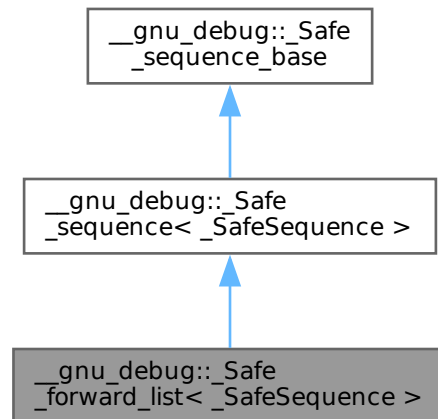 __gnu_debug::_Safe
_sequence_base
__gnu_debug::_Safe
_sequence< _SafeSequence >
__gnu_debug::_Safe
_forward_list< _SafeSequence >